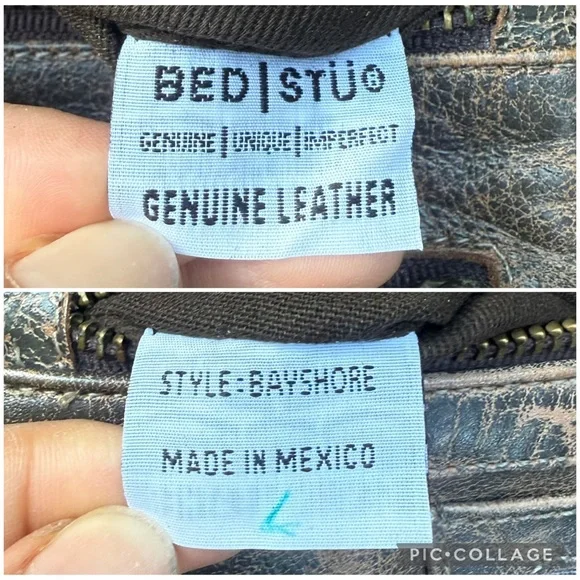 BED|STÜ®
GENUINE|UNIQUE|IMPERFECT
GENUINE LEATHER
STYLE:BAYSHORE
MADE IN MEXICO
PIC•COLLAGE